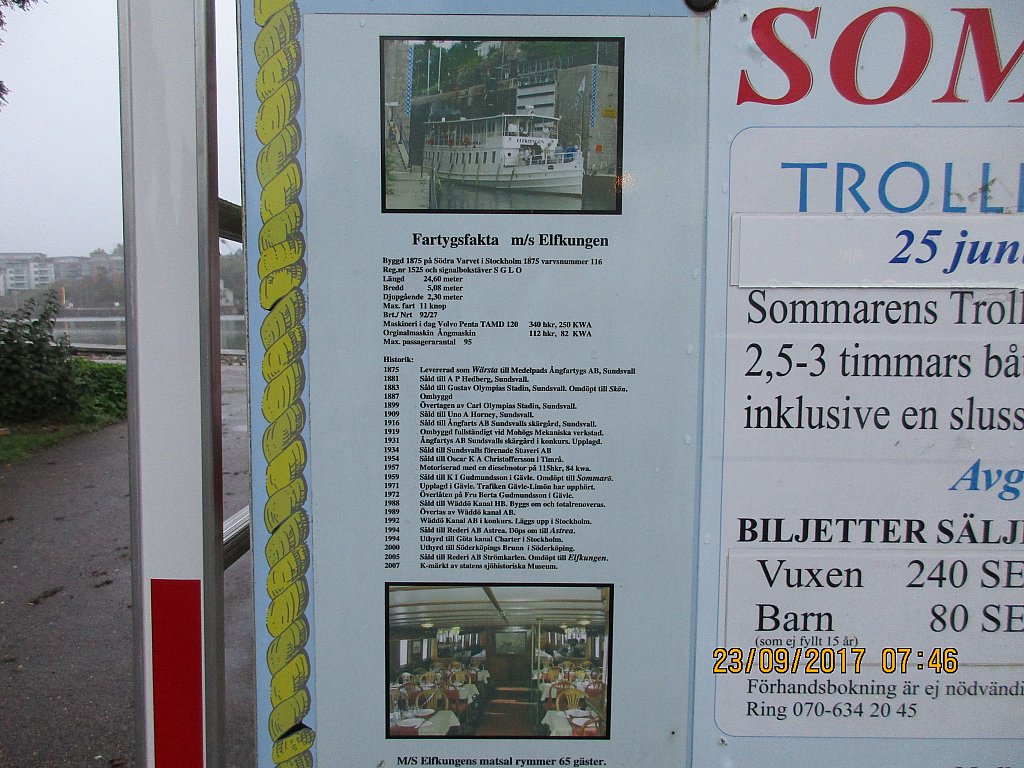 ELFKUNGEN
Fartygsfakta m/s Elfkungen
Byggd 1875 på Södra Varvet i Stockholm 1875 varvsnummer 116
Reg.nr 1525 och signalbokstäver S G L O
Längd 24,60 meter
Bredd 5,08 meter
Djupgående 2,30 meter
Max. fart 11 knop
Brt./ Nrt 92/27
Maskineri i dag Volvo Penta TAMD 120 340 hkr, 250 KWA
Orginalmaskin Ångmaskin 112 hkr, 82 KWA
Max. passagerarantal 95
Historik:
1875 Levererad som Wärsta till Medelpads Ångfartygs AB, Sundsvall
1881 Såld till A P Hedberg, Sundsvall.
1883 Såld till Gustav Olympias Stadin, Sundsvall. Omdöpt till Skön.
1887 Ombyggd
1899 Övertagen av Carl Olympias Stadin, Sundsvall.
1909 Såld till Uno A Horney, Sundsvall.
1916 Såld till Ångfarts AB Sundsvalls skärgård, Sundsvall.
1919 Ombyggd fullständigt vid Mohögs Mekaniska verkstad.
1931 Ångfartys AB Sundsvalls skärgård i konkurs. Upplagd.
1934 Såld till Sundsvalls förenade Stuveri AB
1954 Såld till Oscar K A Christoffersson i Timrå.
1957 Motoriserad med en dieselmotor på 115hkr, 84 kwa.
1959 Såld till K I Gudmundsson i Gävle. Omdöpt till Sommarö.
1971 Upplagd i Gävle. Trafiken Gävle-Limön har upphört.
1972 Överlåten på Fru Berta Gudmundsson i Gävle.
1988 Såld till Wäddö Kanal HB. Byggs om och totalrenoveras.
1989 Övertas av Wäddö kanal AB.
1992 Wäddö Kanal AB i konkurs. Läggs upp i Stockholm.
1994 Såld till Rederi AB Astrea. Döps om till Astrea.
1994 Uthyrd till Göta kanal Charter i Stockholm.
2000 Uthyrd till Söderköpings Brunn i Söderköping.
2005 Såld till Rederi AB Strömkarlen. Omdöpt till Elfkungen.
2007 K-märkt av statens sjöhistoriska Museum.
M/S Elfkungens matsal rymmer 65 gäster.
SOM
TROLL
25 jun
Sommarens Troll
2,5-3 timmars bå
inklusive en sluss
Avg
BILJETTER SÄLJ
Vuxen 240 SE
Barn 80 SE
(som ej fyllt 15 år)
23/09/2017 07:46
Förhandsbokning är ej nödvändi
Ring 070-634 20 45